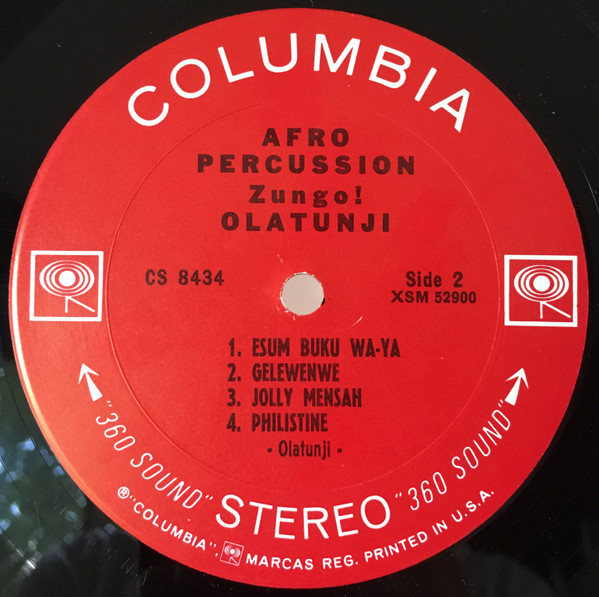 COLUMBIA
AFRO
PERCUSSION
Zungo!
OLATUNJI
CS 8434
Side 2
XSM 52900
1. ESUM BUKU WA-YA
2. GELEWENWE
3. JOLLY MENSAH
4. PHILISTINE
- Olatunji -
"360 SOUND" STEREO "360 SOUND"
®"COLUMBIA", MARCAS REG. PRINTED IN U.S.A.